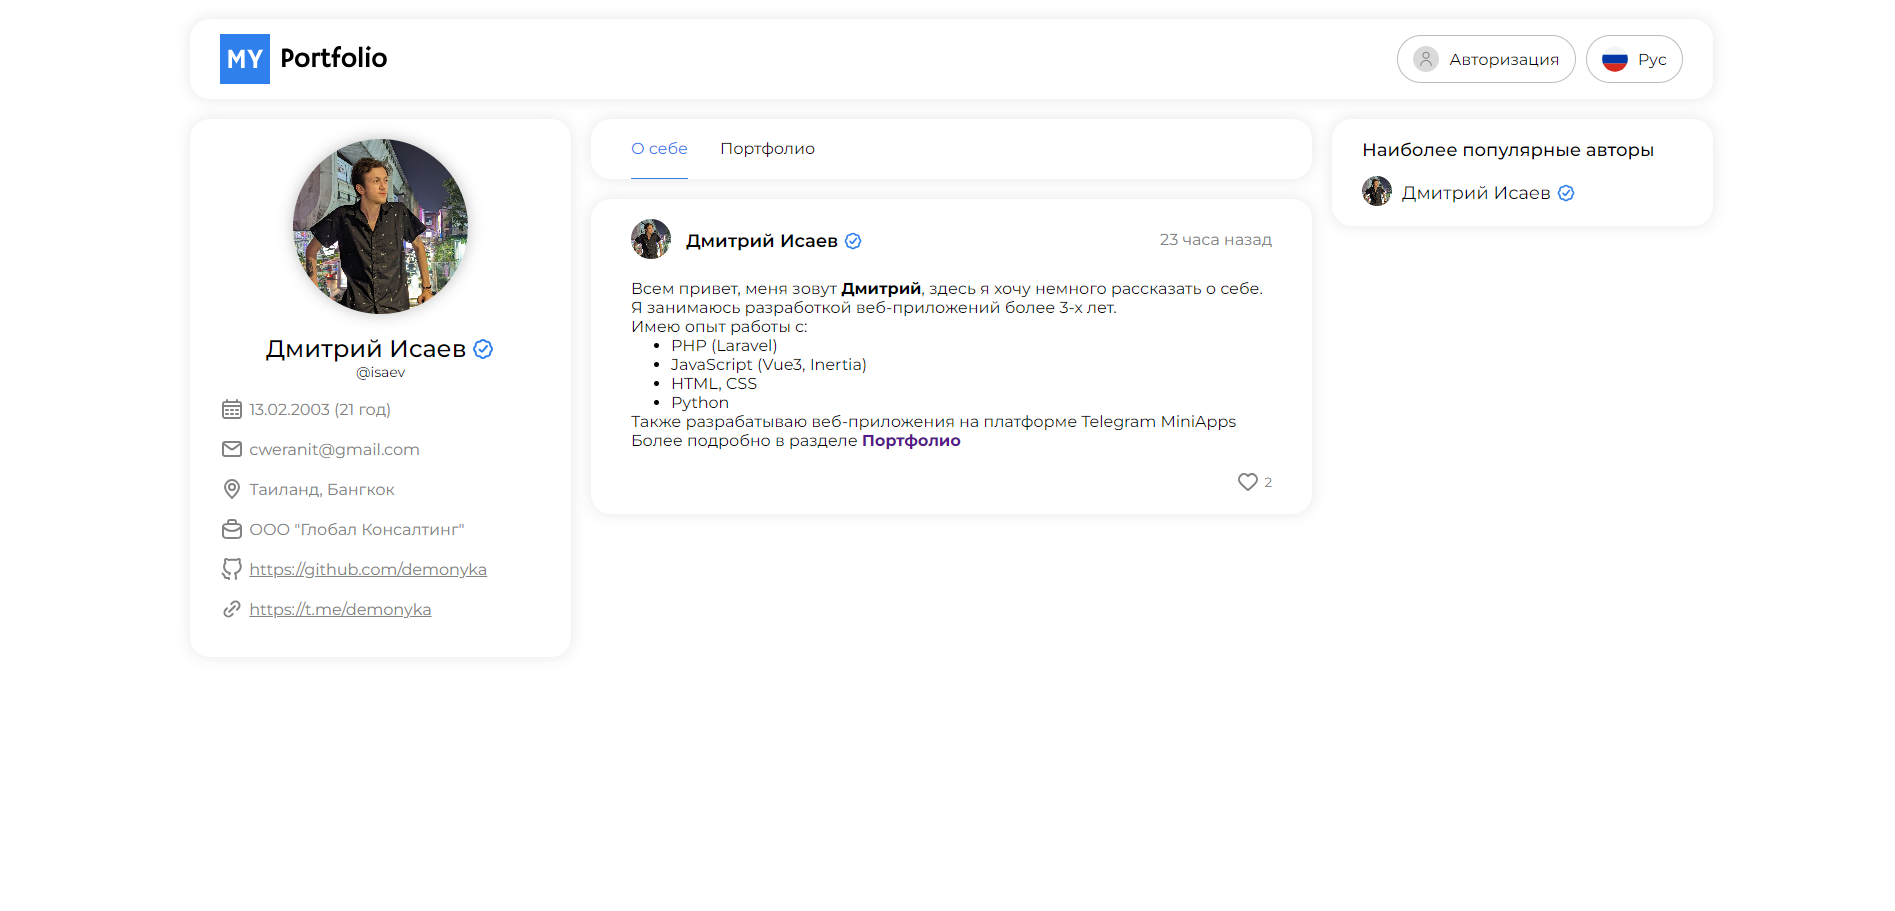 MY Portfolio
Авторизация
Рус
Дмитрий Исаев
@isaev
13.02.2003 (21 год)
cweranit@gmail.com
Таиланд, Бангкок
ООО "Глобал Консалтинг"
https://github.com/demonyka
https://t.me/demonyka
О себе
Портфолио
Дмитрий Исаев
23 часа назад
Всем привет, меня зовут Дмитрий, здесь я хочу немного рассказать о себе.
Я занимаюсь разработкой веб-приложений более 3-х лет.
Имею опыт работы с:
• PHP (Laravel)
• JavaScript (Vue3, Inertia)
• HTML, CSS
• Python
Также разрабатываю веб-приложения на платформе Telegram MiniApps
Более подробно в разделе Портфолио
2
Наиболее популярные авторы
Дмитрий Исаев